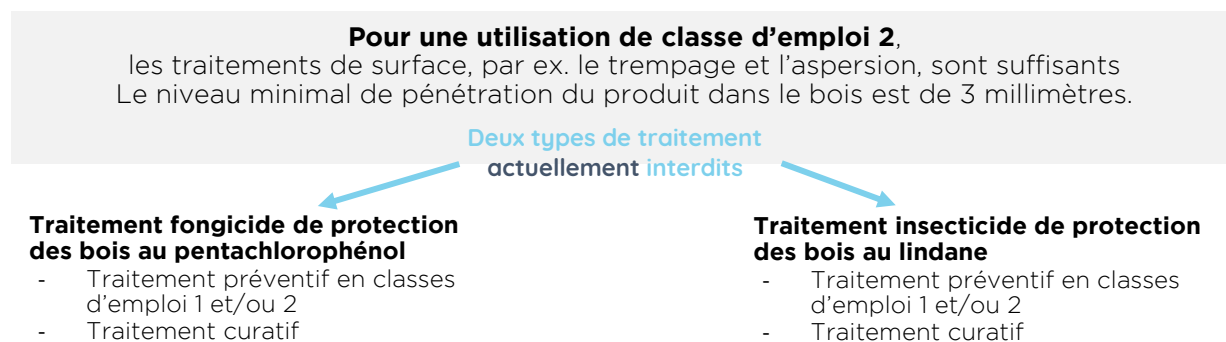 Pour une utilisation de classe d’emploi 2,
les traitements de surface, par ex. le trempage et l’aspersion, sont suffisants
Le niveau minimal de pénétration du produit dans le bois est de 3 millimètres.
Deux types de traitement
actuellement interdits
Traitement fongicide de protection
des bois au pentachlorophénol
- Traitement préventif en classes
d’emploi 1 et/ou 2
- Traitement curatif
Traitement insecticide de protection
des bois au lindane
- Traitement préventif en classes
d’emploi 1 et/ou 2
- Traitement curatif